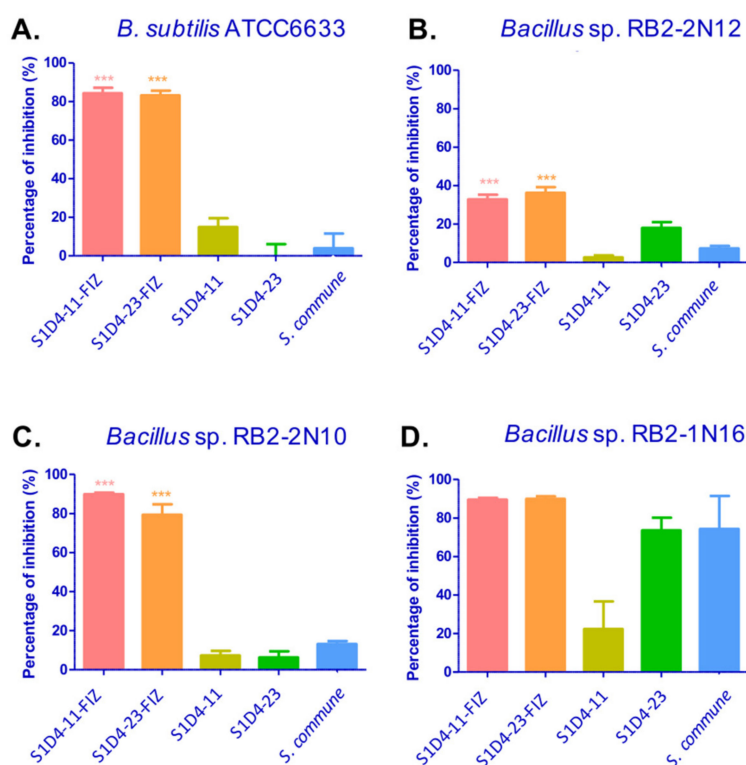 A.
B. subtilis ATCC6633
Percentage of inhibition (%)
100
80
60
40
20
0
***
***
S1D4-11-FIZ
S1D4-23-FIZ
S1D4-11
S1D4-23
S. commune
B.
Bacillus sp. RB2-2N12
Percentage of inhibition (%)
100
80
60
40
20
0
***
***
S1D4-11-FIZ
S1D4-23-FIZ
S1D4-11
S1D4-23
S. commune
C.
Bacillus sp. RB2-2N10
Percentage of inhibition (%)
100
80
60
40
20
0
***
***
S1D4-11-FIZ
S1D4-23-FIZ
S1D4-11
S1D4-23
S. commune
D.
Bacillus sp. RB2-1N16
Percentage of inhibition (%)
100
80
60
40
20
0
S1D4-11-FIZ
S1D4-23-FIZ
S1D4-11
S1D4-23
S. commune